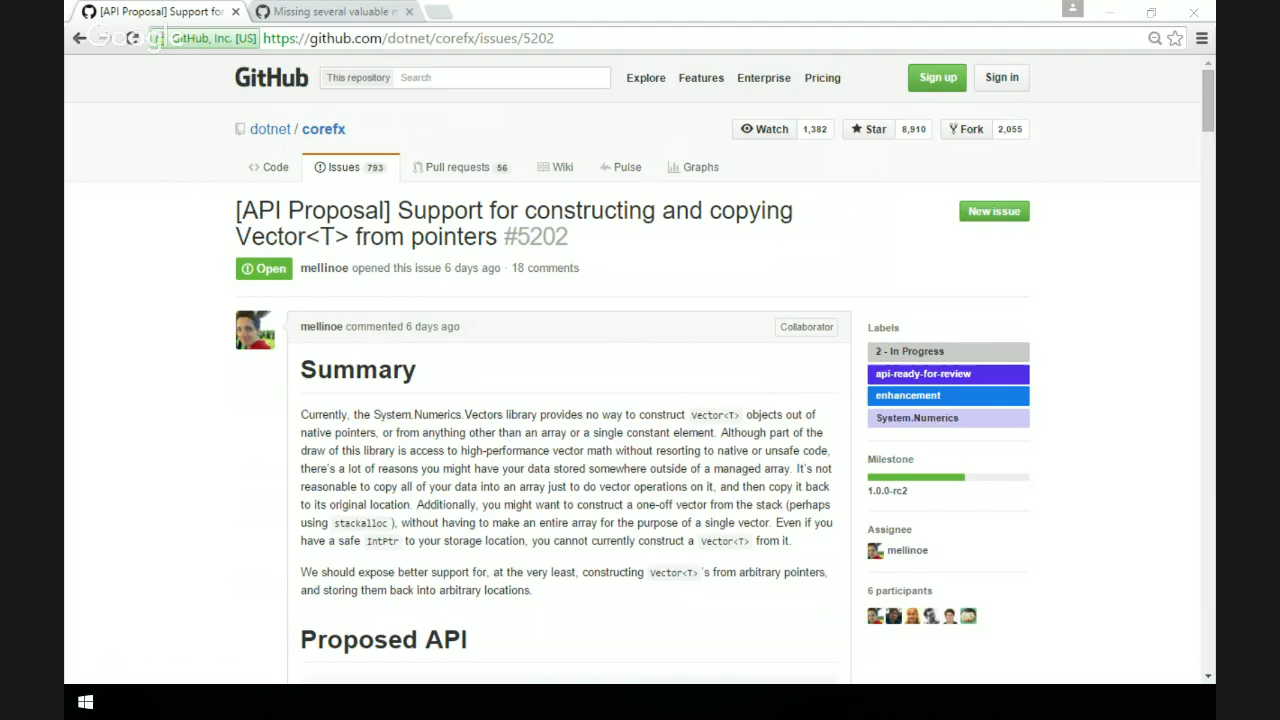 [API Proposal] Support for
Missing several valuable
Google
GitHub, Inc. [US] https://github.com/dotnet/corefx/issues/5202
GitHub This repository Search Explore Features Enterprise Pricing Sign up Sign in
dotnet / corefx Watch 1,382 Star 8,910 Fork 2,055
Code Issues 793 Pull requests 56 Wiki Pulse Graphs
[API Proposal] Support for constructing and copying
Vector<T> from pointers #5202
New issue
Open mellinoe opened this issue 6 days ago · 18 comments
mellinoe commented 6 days ago Collaborator
Summary
Currently, the System.Numerics.Vectors library provides no way to construct Vector<T> objects out of
native pointers, or from anything other than an array or a single constant element. Although part of the
draw of this library is access to high-performance vector math without resorting to native or unsafe code,
there's a lot of reasons you might have your data stored somewhere outside of a managed array. It's not
reasonable to copy all of your data into an array just to do vector operations on it, and then copy it back
to its original location. Additionally, you might want to construct a one-off vector from the stack (perhaps
using stackalloc ), without having to make an entire array for the purpose of a single vector. Even if you
have a safe IntPtr to your storage location, you cannot currently construct a Vector<T> from it.
We should expose better support for, at the very least, constructing Vector<T> 's from arbitrary pointers,
and storing them back into arbitrary locations.
Proposed API
Labels
2 - In Progress
api-ready-for-review
enhancement
System.Numerics
Milestone
1.0.0-rc2
Assignee
mellinoe
6 participants